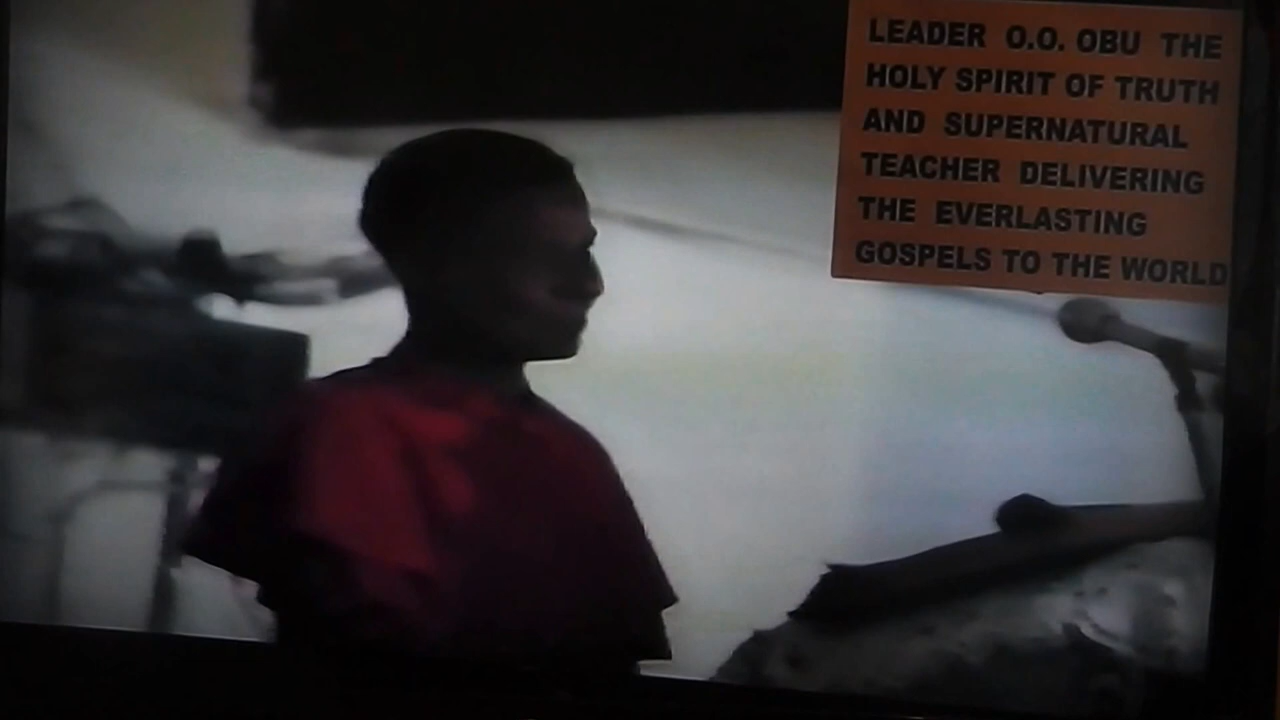 LEADER O.O. OBU THE
HOLY SPIRIT OF TRUTH
AND SUPERNATURAL
TEACHER DELIVERING
THE EVERLASTING
GOSPELS TO THE WORLD